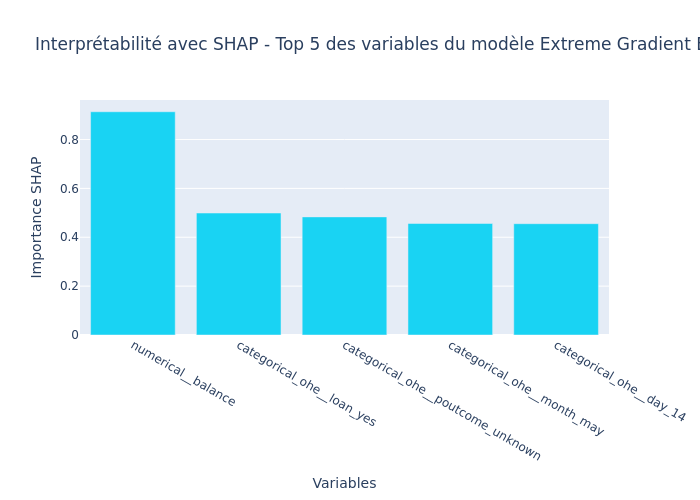 Interprétabilité avec SHAP - Top 5 des variables du modèle Extreme Gradient
Importance SHAP
0.8
0.6
0.4
0.2
0
numerical__balance
categorical_ohe__loan_yes
categorical_ohe__poutcome_unknown
categorical_ohe__month_may
categorical_ohe__day_14
Variables